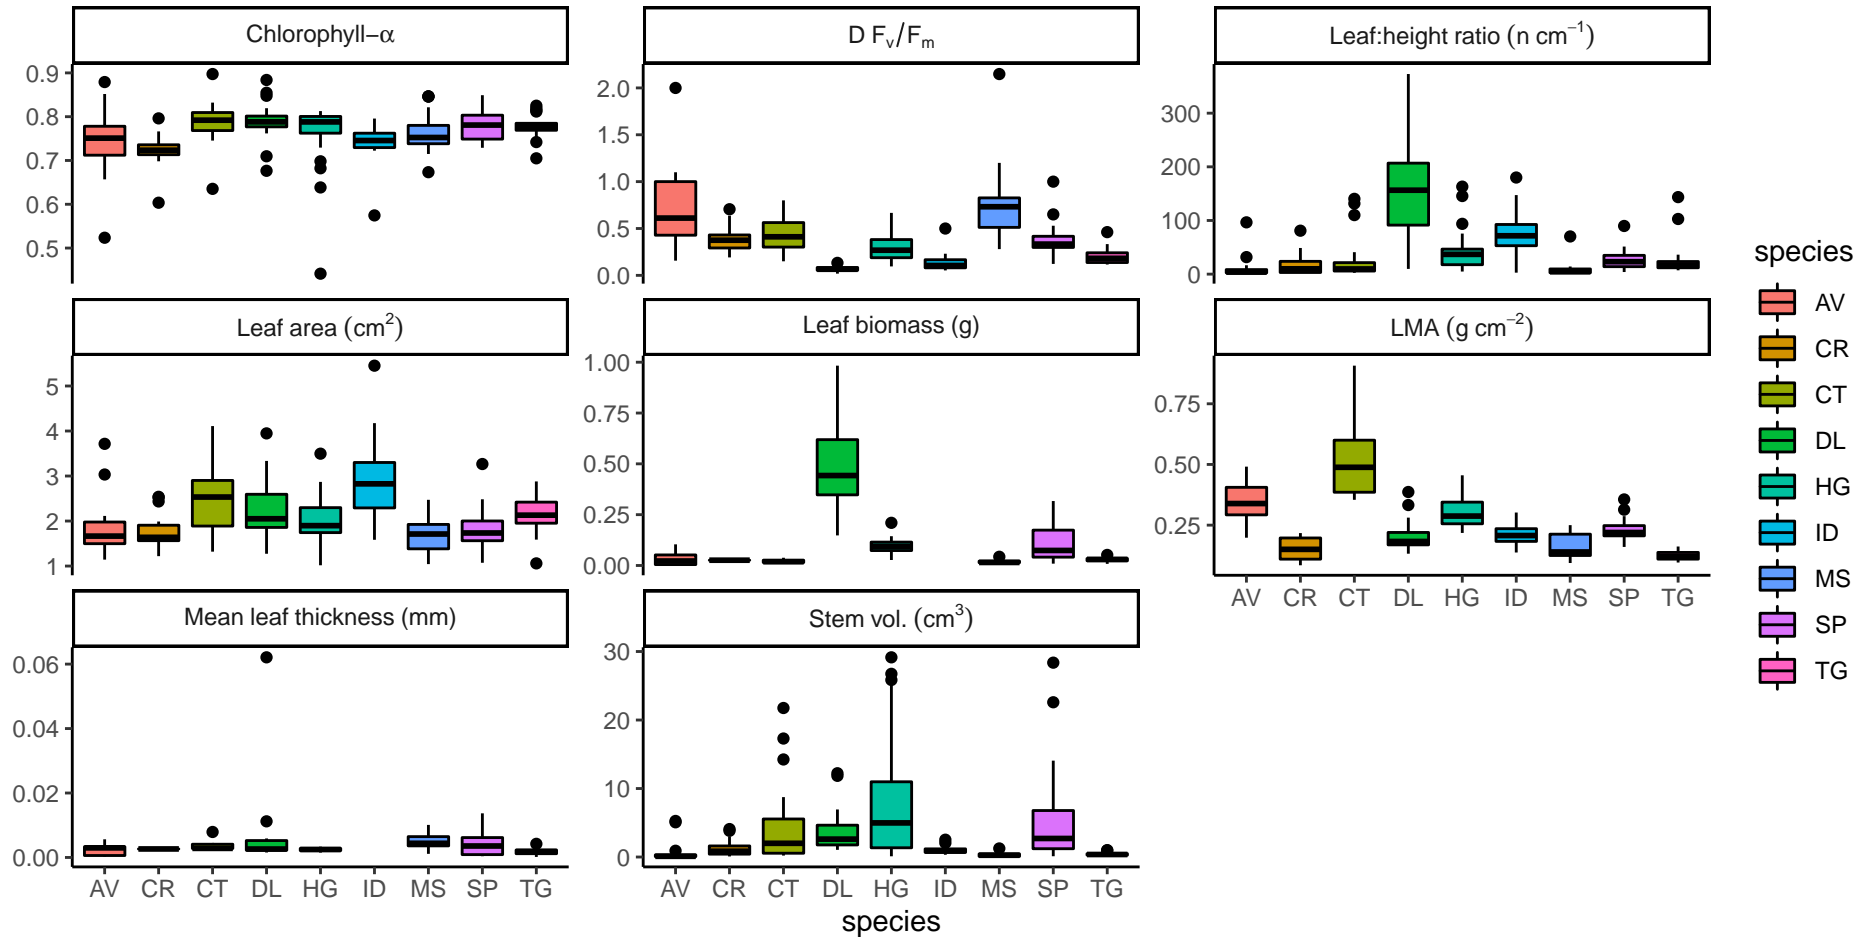 Chlorophyll−α
D Fv/Fm
Leaf:height ratio (n cm−1)
0.9
0.8
0.7
0.6
0.5
2.0
1.5
1.0
0.5
0.0
300
200
100
0
Leaf area (cm2)
Leaf biomass (g)
LMA (g cm−2)
5
4
3
2
1
1.00
0.75
0.50
0.25
0.00
0.75
0.50
0.25
AV CR CT DL HG ID MS SP TG
Mean leaf thickness (mm)
Stem vol. (cm3)
0.06
0.04
0.02
0.00
30
20
10
0
AV CR CT DL HG ID MS SP TG
AV CR CT DL HG ID MS SP TG
species
species
AV
CR
CT
DL
HG
ID
MS
SP
TG